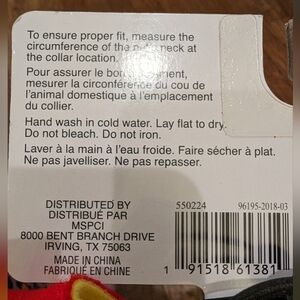 To ensure proper fit, measure the
circumference of the neck at
the collar location.
Pour assurer le bon
mesurer la circonférence du cou de
l'animal domestique à l'emplacement
du collier.
Hand wash in cold water. Lay flat to dry.
Do not bleach. Do not iron.
Laver à la main à l'eau froide. Faire sécher à plat.
Ne pas javelliser. Ne pas repasser.
DISTRIBUTED BY
DISTRIBUÉ PAR
MSPCI
8000 BENT BRANCH DRIVE
IRVING, TX 75063
MADE IN CHINA
FABRIQUÉ EN CHINE
550224
96195-2018-03
1 91518 61381